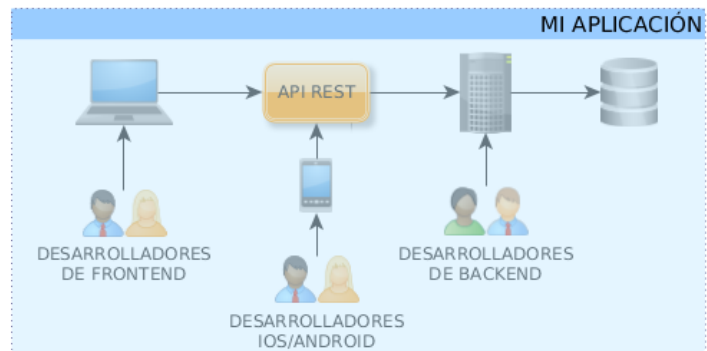 MI APLICACIÓN
API REST
DESARROLLADORES
DE FRONTEND
DESARROLLADORES
DE BACKEND
DESARROLLADORES
IOS/ANDROID